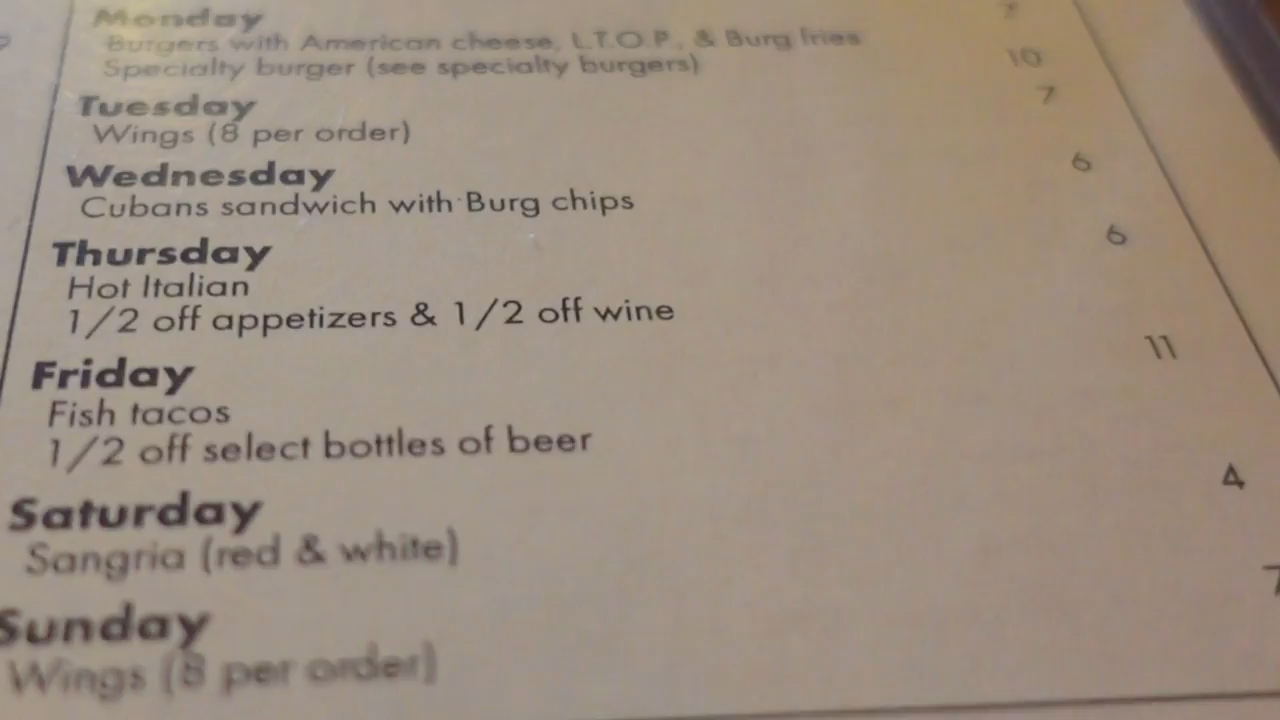 Monday
Burgers with American cheese, L.T.O.P., & Burg fries
Specialty burger (see specialty burgers) 10
Tuesday
Wings (8 per order) 7
Wednesday
Cubans sandwich with Burg chips 6
Thursday
Hot Italian 6
1/2 off appetizers & 1/2 off wine
Friday
Fish tacos 11
1/2 off select bottles of beer
Saturday
Sangria (red & white) 4
Sunday
Wings (8 per order) 7